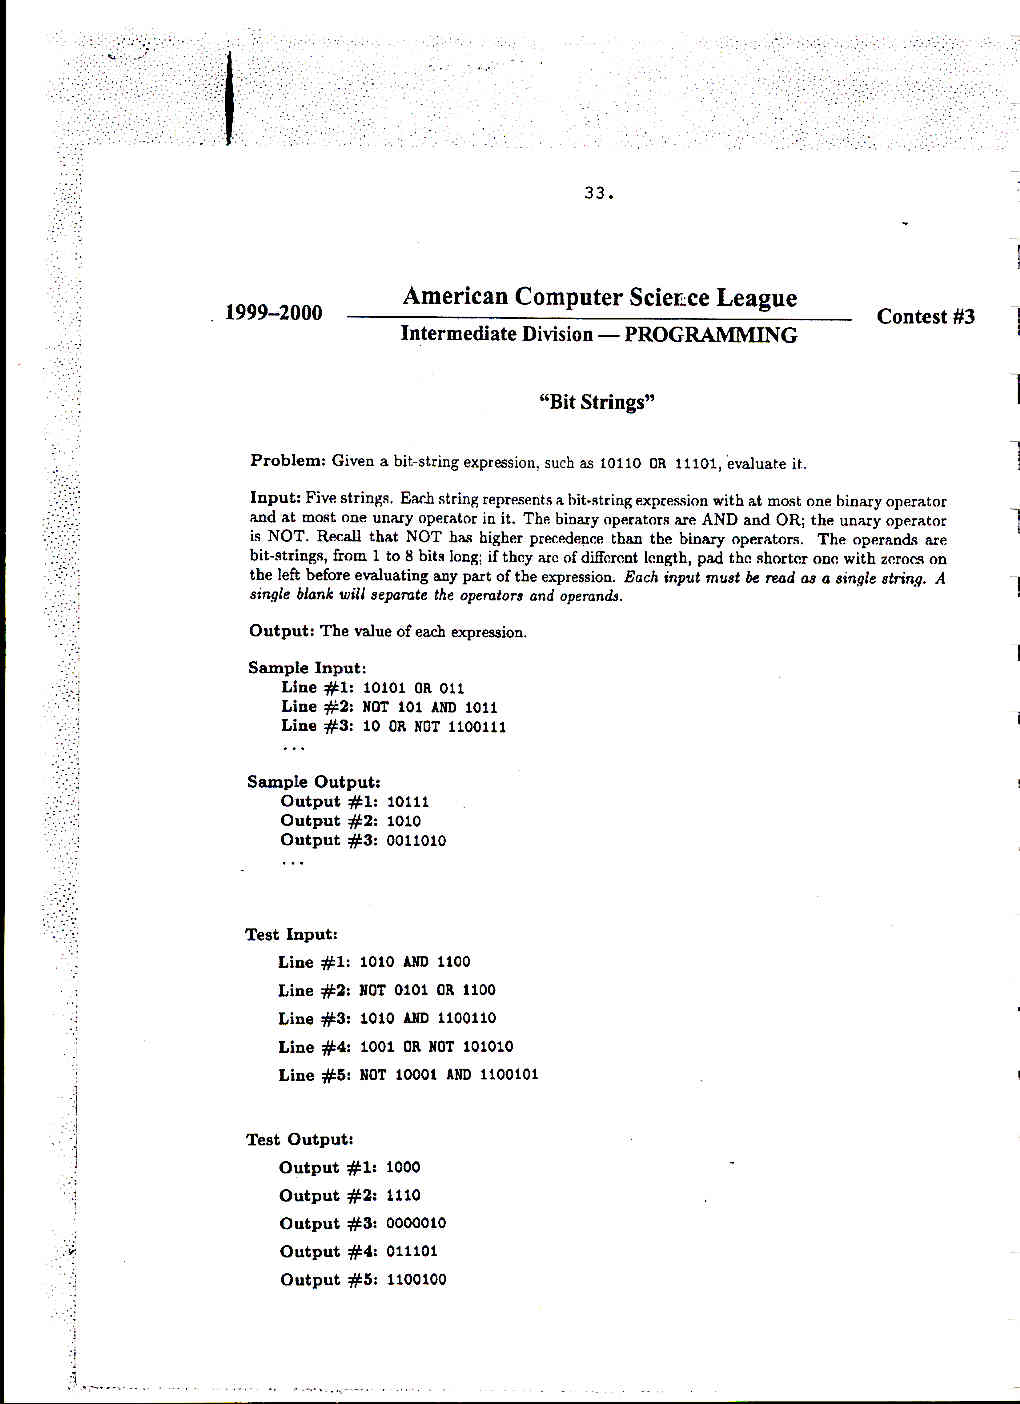 33.
American Computer Science League
1999–2000
Contest #3
Intermediate Division — PROGRAMMING
“Bit Strings”
Problem: Given a bit-string expression, such as 10110 OR 11101, evaluate it.
Input: Five strings. Each string represents a bit-string expression with at most one binary operator
and at most one unary operator in it. The binary operators are AND and OR; the unary operator
is NOT. Recall that NOT has higher precedence than the binary operators. The operands are
bit-strings, from 1 to 8 bits long; if they are of different length, pad the shorter one with zeroes on
the left before evaluating any part of the expression. Each input must be read as a single string. A
single blank will separate the operators and operands.
Output: The value of each expression.
Sample Input:
Line #1: 10101 OR 011
Line #2: NOT 101 AND 1011
Line #3: 10 OR NOT 1100111
...
Sample Output:
Output #1: 10111
Output #2: 1010
Output #3: 0011010
...
Test Input:
Line #1: 1010 AND 1100
Line #2: NOT 0101 OR 1100
Line #3: 1010 AND 1100110
Line #4: 1001 OR NOT 101010
Line #5: NOT 10001 AND 1100101
Test Output:
Output #1: 1000
Output #2: 1110
Output #3: 0000010
Output #4: 011101
Output #5: 1100100